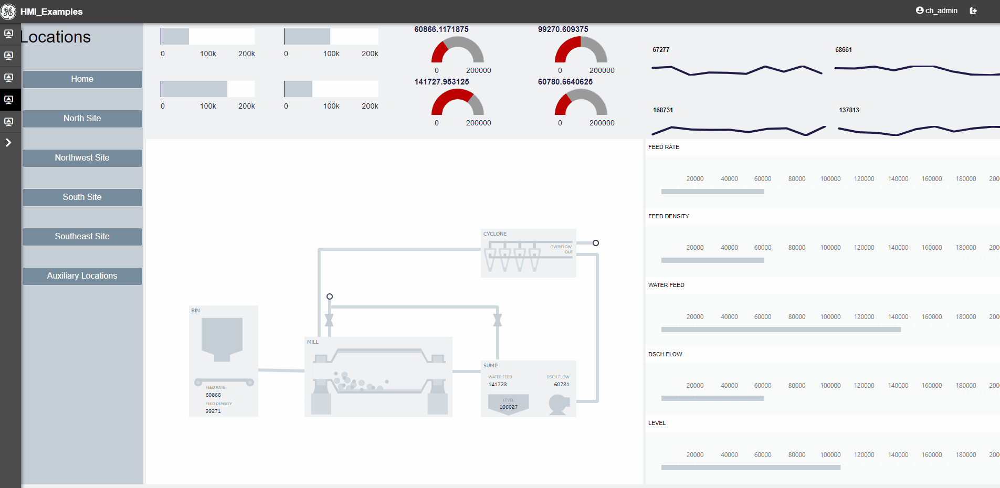 HMI_Examples
ch_admin
Locations
Home
North Site
Northwest Site
South Site
Southeast Site
Auxiliary Locations
0 100k 200k
0 100k 200k
0 100k 200k
0 100k 200k
60866.1171875
0 200000
99270.609375
0 200000
141727.953125
0 200000
60780.6640625
0 200000
67277
68661
168731
137813
BIN
FEED RATE
60866
FEED DENSITY
99271
MILL
CYCLONE
OVERFLOW
OUT
SUMP
WATER FEED
141728
DSCH FLOW
60781
LEVEL
106027
FEED RATE
20000 40000 60000 80000 100000 120000 140000 160000 180000 200
FEED DENSITY
20000 40000 60000 80000 100000 120000 140000 160000 180000 200
WATER FEED
20000 40000 60000 80000 100000 120000 140000 160000 180000 200
DSCH FLOW
20000 40000 60000 80000 100000 120000 140000 160000 180000 200
LEVEL
20000 40000 60000 80000 100000 120000 140000 160000 180000 200